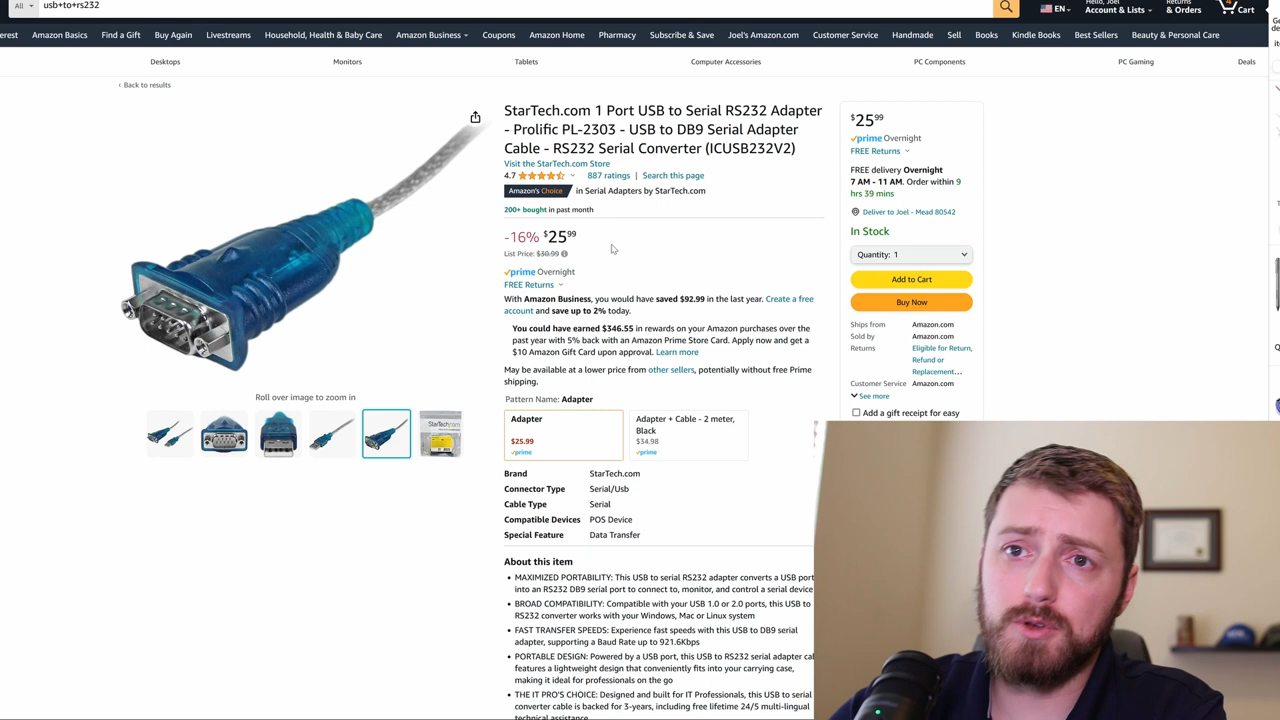 All
usb+to+rs232
EN
Hello, Joel
Account & Lists
Returns
& Orders
Cart
erest
Amazon Basics
Find a Gift
Buy Again
Livestreams
Household, Health & Baby Care
Amazon Business
Coupons
Amazon Home
Pharmacy
Subscribe & Save
Joel's Amazon.com
Customer Service
Handmade
Sell
Books
Kindle Books
Best Sellers
Beauty & Personal Care
Desktops
Monitors
Tablets
Computer Accessories
PC Components
PC Gaming
Deals
‹ Back to results
StarTech.com 1 Port USB to Serial RS232 Adapter
- Prolific PL-2303 - USB to DB9 Serial Adapter
Cable - RS232 Serial Converter (ICUSB232V2)
Visit the StarTech.com Store
4.7
887 ratings | Search this page
Amazon's Choice in Serial Adapters by StarTech.com
200+ bought in past month
-16% $2599
List Price: $30.99
prime Overnight
FREE Returns
With Amazon Business, you would have saved $92.99 in the last year. Create a free
account and save up to 2% today.
You could have earned $346.55 in rewards on your Amazon purchases over the
past year with 5% back with an Amazon Prime Store Card. Apply now and get a
$10 Amazon Gift Card upon approval. Learn more
May be available at a lower price from other sellers, potentially without free Prime
shipping.
Pattern Name: Adapter
Adapter
$25.99
prime
Adapter + Cable - 2 meter,
Black
$34.98
prime
Brand StarTech.com
Connector Type Serial/Usb
Cable Type Serial
Compatible Devices POS Device
Special Feature Data Transfer
About this item
• MAXIMIZED PORTABILITY: This USB to serial RS232 adapter converts a USB port
into an RS232 DB9 serial port to connect to, monitor, and control a serial device
• BROAD COMPATIBILITY: Compatible with your USB 1.0 or 2.0 ports, this USB to
RS232 converter works with your Windows, Mac or Linux system
• FAST TRANSFER SPEEDS: Experience fast speeds with this USB to DB9 serial
adapter, supporting a Baud Rate up to 921.6Kbps
• PORTABLE DESIGN: Powered by a USB port, this USB to RS232 serial adapter cal
features a lightweight design that conveniently fits into your carrying case,
making it ideal for professionals on the go
• THE IT PRO'S CHOICE: Designed and built for IT Professionals, this USB to serial
converter cable is backed for 3-years, including free lifetime 24/5 multi-lingual
technical assistance
Roll over image to zoom in
StarTech
$2599
prime Overnight
FREE Returns
FREE delivery Overnight
7 AM - 11 AM. Order within 9
hrs 39 mins
Deliver to Joel - Mead 80542
In Stock
Quantity: 1
Add to Cart
Buy Now
Ships from Amazon.com
Sold by Amazon.com
Returns Eligible for Return,
Refund or
Replacement…
Customer Service Amazon.com
See more
Add a gift receipt for easy